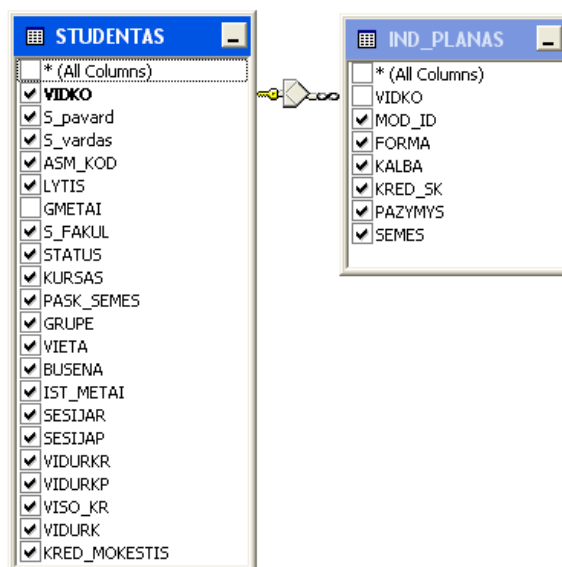 STUDENTAS
* (All Columns)
VIDKO
S_pavard
S_vardas
ASM_KOD
LYTIS
GMETAI
S_FAKUL
STATUS
KURSAS
PASK_SEMES
GRUPE
VIETA
BUSENA
IST_METAI
SESIJAR
SESIJAP
VIDURKR
VIDURKP
VISO_KR
VIDURK
KRED_MOKESTIS
IND_PLANAS
* (All Columns)
VIDKO
MOD_ID
FORMA
KALBA
KRED_SK
PAZYMYS
SEMES